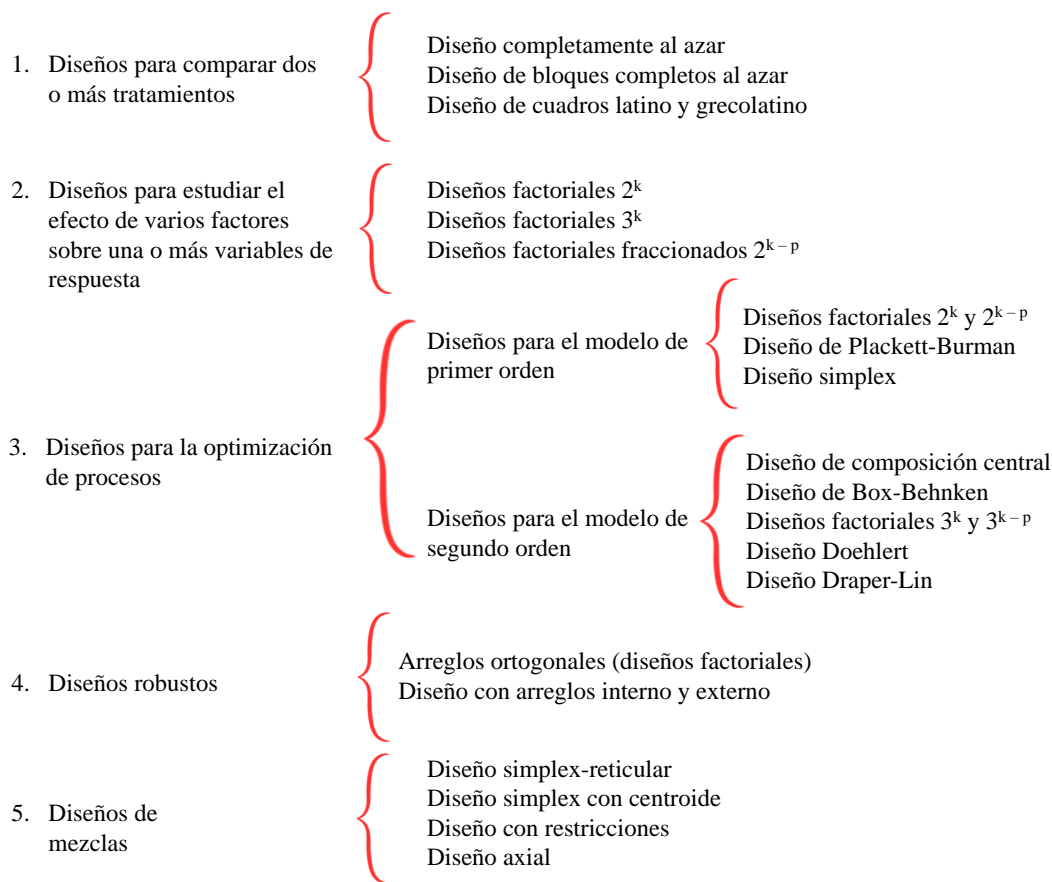 1. Diseños para comparar dos
o más tratamientos
Diseño completamente al azar
Diseño de bloques completos al azar
Diseño de cuadros latino y grecolatino
2. Diseños para estudiar el
efecto de varios factores
sobre una o más variables de
respuesta
Diseños factoriales 2ᵏ
Diseños factoriales 3ᵏ
Diseños factoriales fraccionados 2ᵏ⁻ᵖ
3. Diseños para la optimización
de procesos
Diseños para el modelo de
primer orden
Diseños factoriales 2ᵏ y 2ᵏ⁻ᵖ
Diseño de Plackett-Burman
Diseño simplex
Diseños para el modelo de
segundo orden
Diseño de composición central
Diseño de Box-Behnken
Diseños factoriales 3ᵏ y 3ᵏ⁻ᵖ
Diseño Doehlert
Diseño Draper-Lin
4. Diseños robustos
Arreglos ortogonales (diseños factoriales)
Diseño con arreglos interno y externo
5. Diseños de
mezclas
Diseño simplex-reticular
Diseño simplex con centroide
Diseño con restricciones
Diseño axial